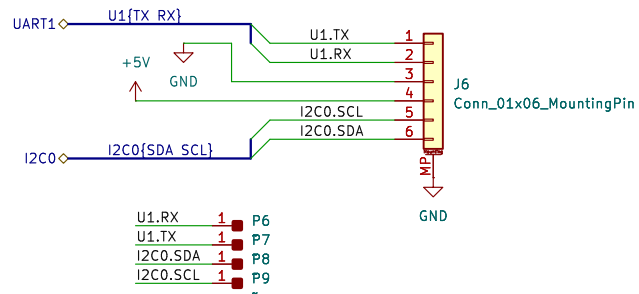 UART1 U1{TX RX}
U1.TX 1
U1.RX 2
+5V GND 3
4
J6
Conn_01x06_MountingPin
I2C0.SCL 5
I2C0.SDA 6
I2C0 I2C0{SDA SCL}
MP
GND
U1.RX 1 P6
U1.TX 1 P7
I2C0.SDA 1 P8
I2C0.SCL 1 P9